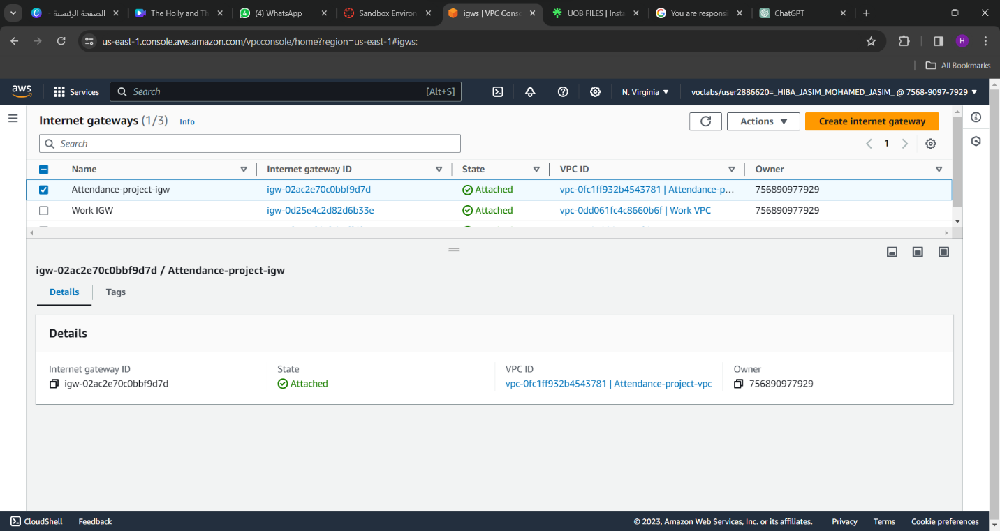 الصفحة الرئيسية -
The Holly and Th
(4) WhatsApp
Sandbox Environ
igws | VPC Conso
UOB FILES | Insta
You are responsi
ChatGPT
us-east-1.console.aws.amazon.com/vpcconsole/home?region=us-east-1#igws:
H
All Bookmarks
aws
Services
Search
[Alt+S]
N. Virginia
voclabs/user2886620=_HIBA_JASIM_MOHAMED_JASIM_ @ 7568-9097-7929
Internet gateways (1/3) Info
Actions
Create internet gateway
Search
1
Name Internet gateway ID State VPC ID Owner
Attendance-project-igw igw-02ac2e70c0bbf9d7d Attached vpc-0fc1ff932b4543781 | Attendance-p... 756890977929
Work IGW igw-0d25e4c2d82d6b33e Attached vpc-0dd061fc4c8660b6f | Work VPC 756890977929
igw-02ac2e70c0bbf9d7d / Attendance-project-igw
Details Tags
Details
Internet gateway ID State VPC ID Owner
igw-02ac2e70c0bbf9d7d Attached vpc-0fc1ff932b4543781 | Attendance-project-vpc 756890977929
CloudShell Feedback © 2023, Amazon Web Services, Inc. or its affiliates. Privacy Terms Cookie preferences